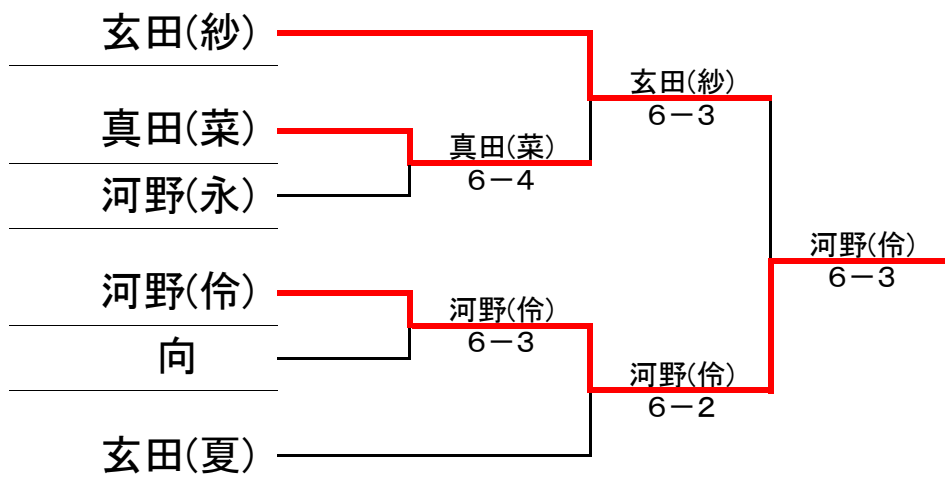 玄田(紗)
真田(菜)
河野(永)
河野(伶)
向
玄田(夏)
真田(菜)
6－4
河野(伶)
6－3
玄田(紗)
6－3
河野(伶)
6－2
河野(伶)
6－3